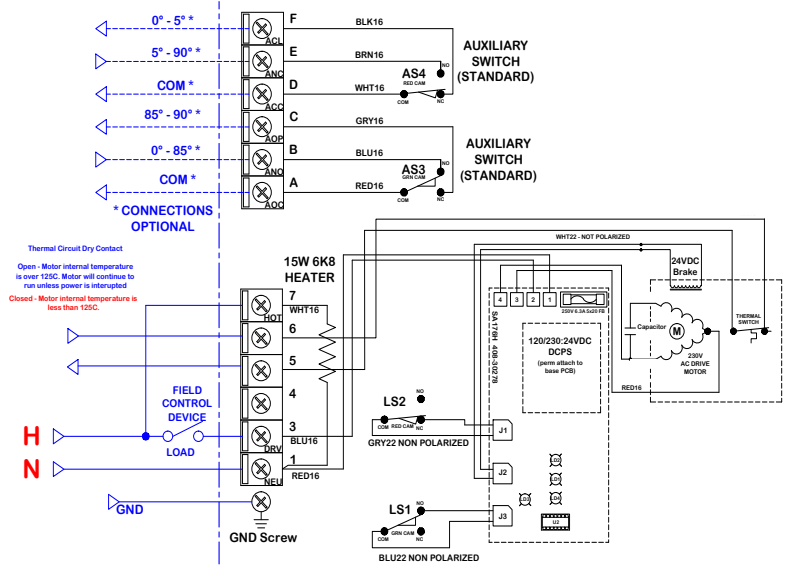 0° - 5° *
F
ACL
BLK16
5° - 90° *
E
ANC
BRN16
NO
AUXILIARY
SWITCH
(STANDARD)
AS4
RED CAM
COM *
D
ACC
WHT16
COM
NC
85° - 90° *
C
AOP
GRY16
0° - 85° *
B
ANO
BLU16
NO
AUXILIARY
SWITCH
(STANDARD)
AS3
GRN CAM
COM *
A
AOC
RED16
COM
NC
* CONNECTIONS
OPTIONAL
Thermal Circuit Dry Contact
Open - Motor internal temperature
is over 125C. Motor will continue to
run unless power is interupted
Closed - Motor internal temperature is
less than 125C.
15W 6K8
HEATER
7
HOT
WHT16
6
5
4
3
DRV
BLU16
1
NEU
RED16
FIELD
CONTROL
DEVICE
LOAD
H
N
GND
GND Screw
WHT22 - NOT POLARIZED
24VDC
Brake
4
3
2
1
250V 6.3A 5x20 FB
120/230:24VDC
DCPS
(perm attach to
base PCB)
Capacitor
M
230V
AC DRIVE
MOTOR
THERMAL
SWITCH
RED16
LS2
NO
COM
RED CAM
NC
GRY22 NON POLARIZED
J1
J2
J3
LD2
LD1
LD3
LD4
U2
LS1
NO
COM
GRN CAM
NC
BLU22 NON POLARIZED